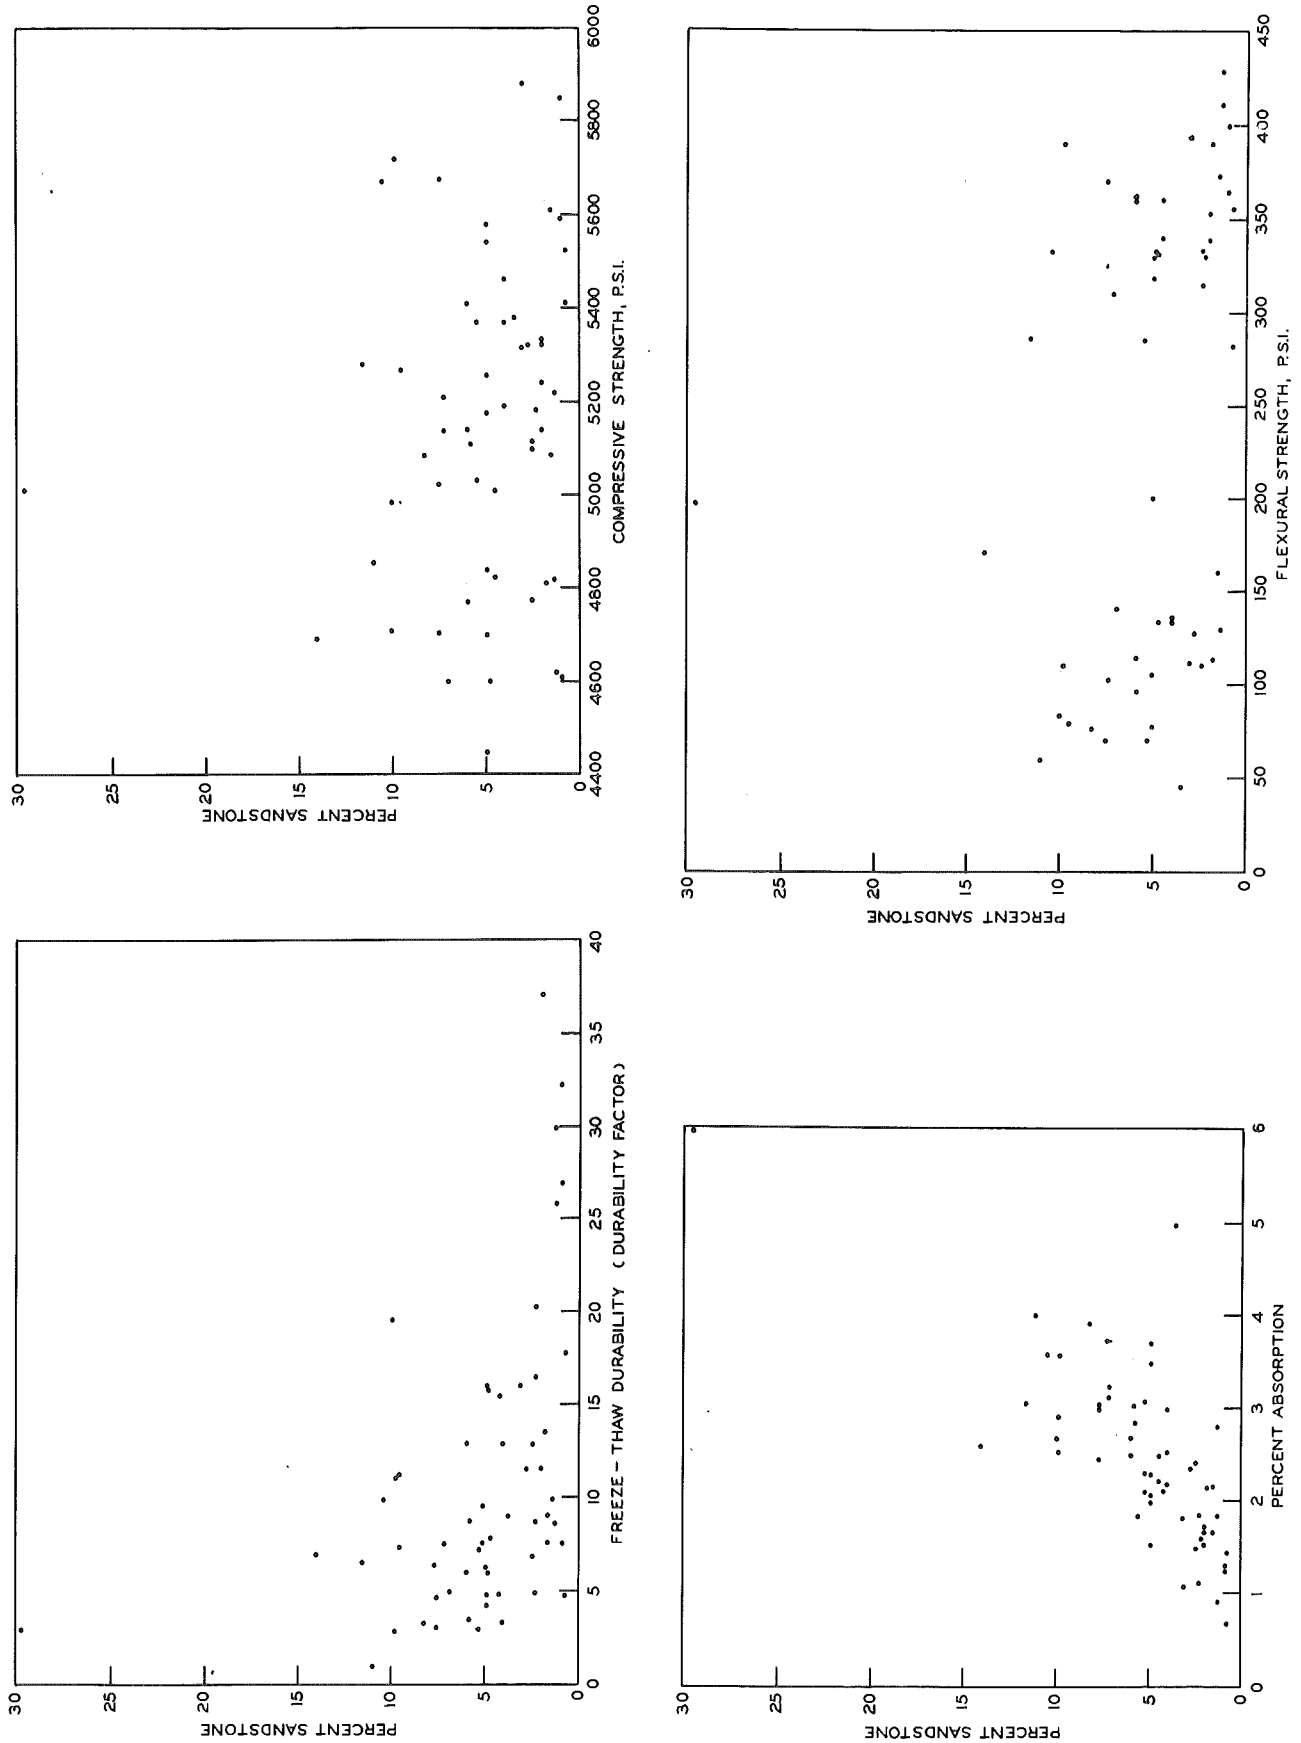 30
25
20
15
10
5
0
PERCENT SANDSTONE
0 5 10 15 20 25 30 35 40
FREEZE – THAW DURABILITY (DURABILITY FACTOR)
30
25
20
15
10
5
0
PERCENT SANDSTONE
4400 4600 4800 5000 5200 5400 5600 5800 6000
COMPRESSIVE STRENGTH, P.S.I.
30
25
20
15
10
5
0
PERCENT SANDSTONE
1 2 3 4 5 6
PERCENT ABSORPTION
30
25
20
15
10
5
0
PERCENT SANDSTONE
0 50 100 150 200 250 300 350 400 450
FLEXURAL STRENGTH, P.S.I.